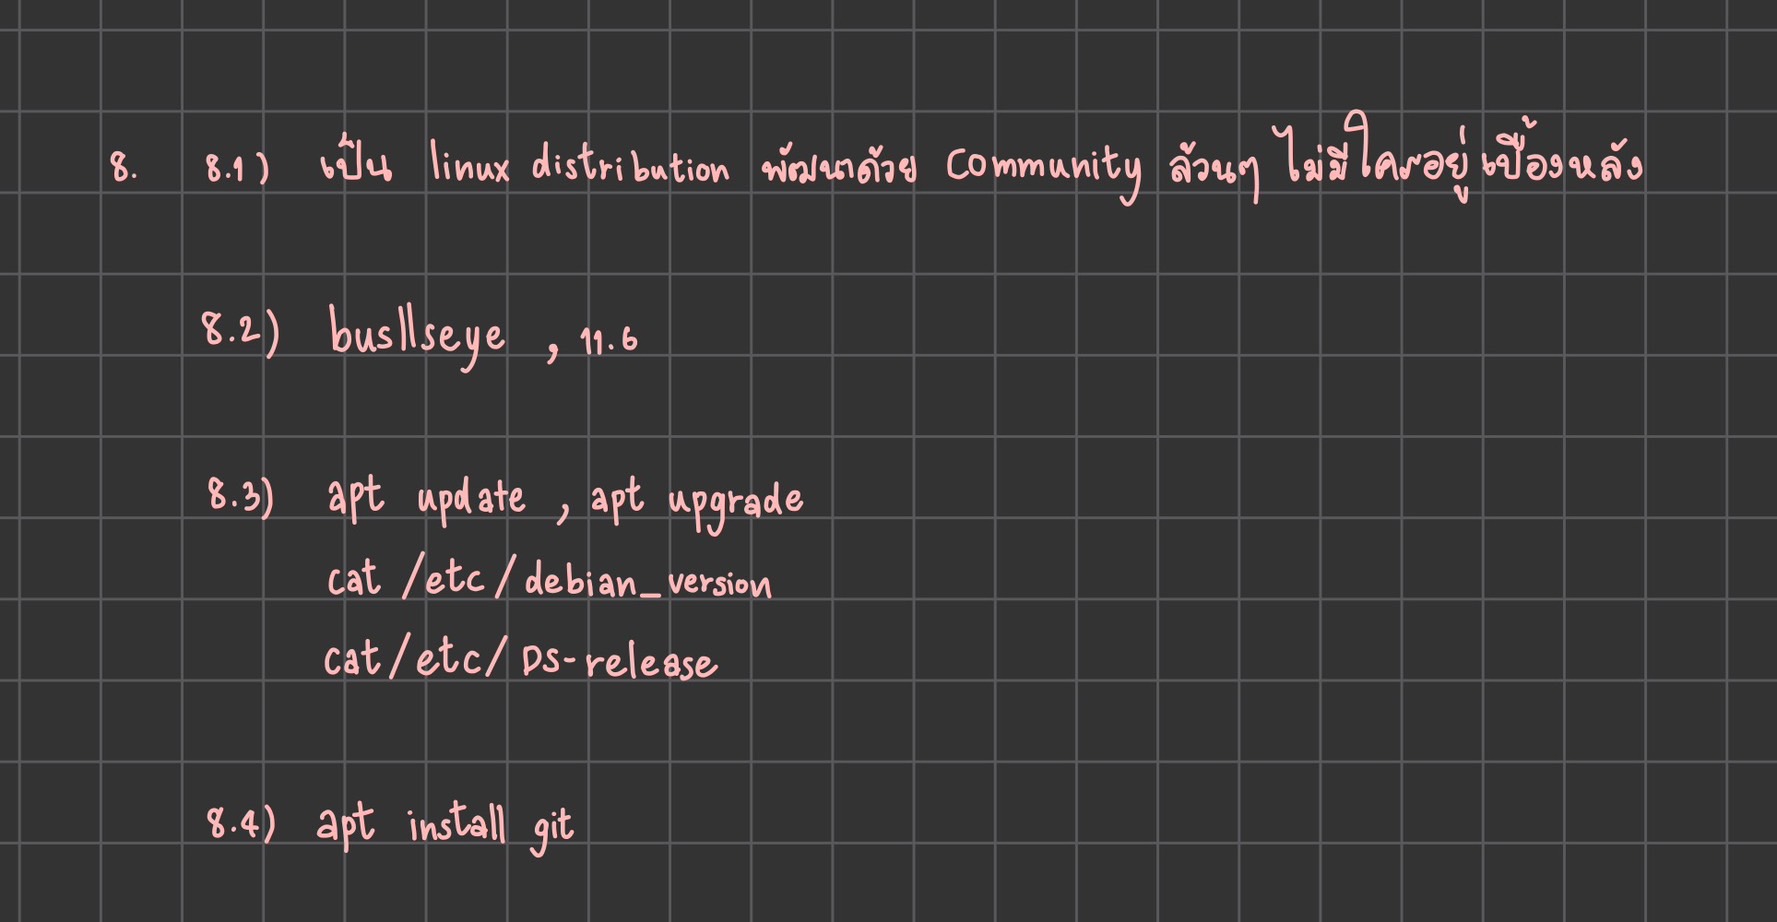 8. 8.1) เป็น linux distribution พัฒนาด้วย Community ล้วนๆ ไม่มีใครอยู่เบื้องหลัง
8.2) busllseye , 11.6
8.3) apt update , apt upgrade
cat /etc/debian_version
cat/etc/DS-release
8.4) apt install git